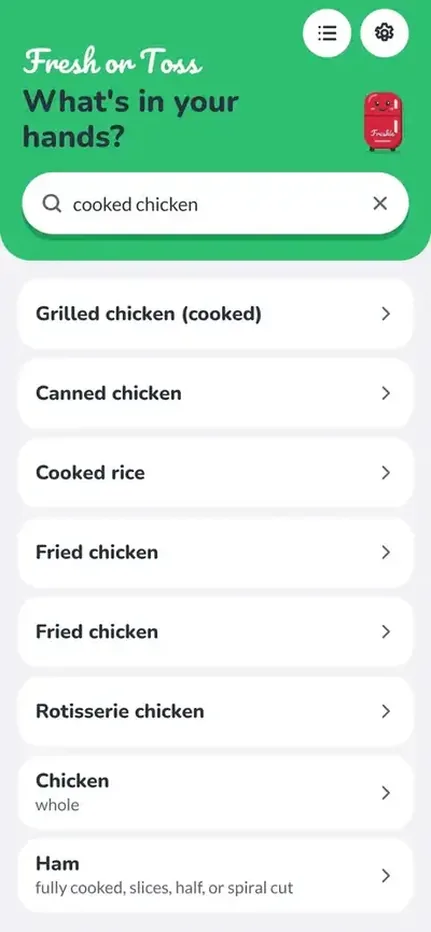 Fresh or Toss
What's in your
hands?
Freshie
cooked chicken
Grilled chicken (cooked)
Canned chicken
Cooked rice
Fried chicken
Fried chicken
Rotisserie chicken
Chicken
whole
Ham
fully cooked, slices, half, or spiral cut